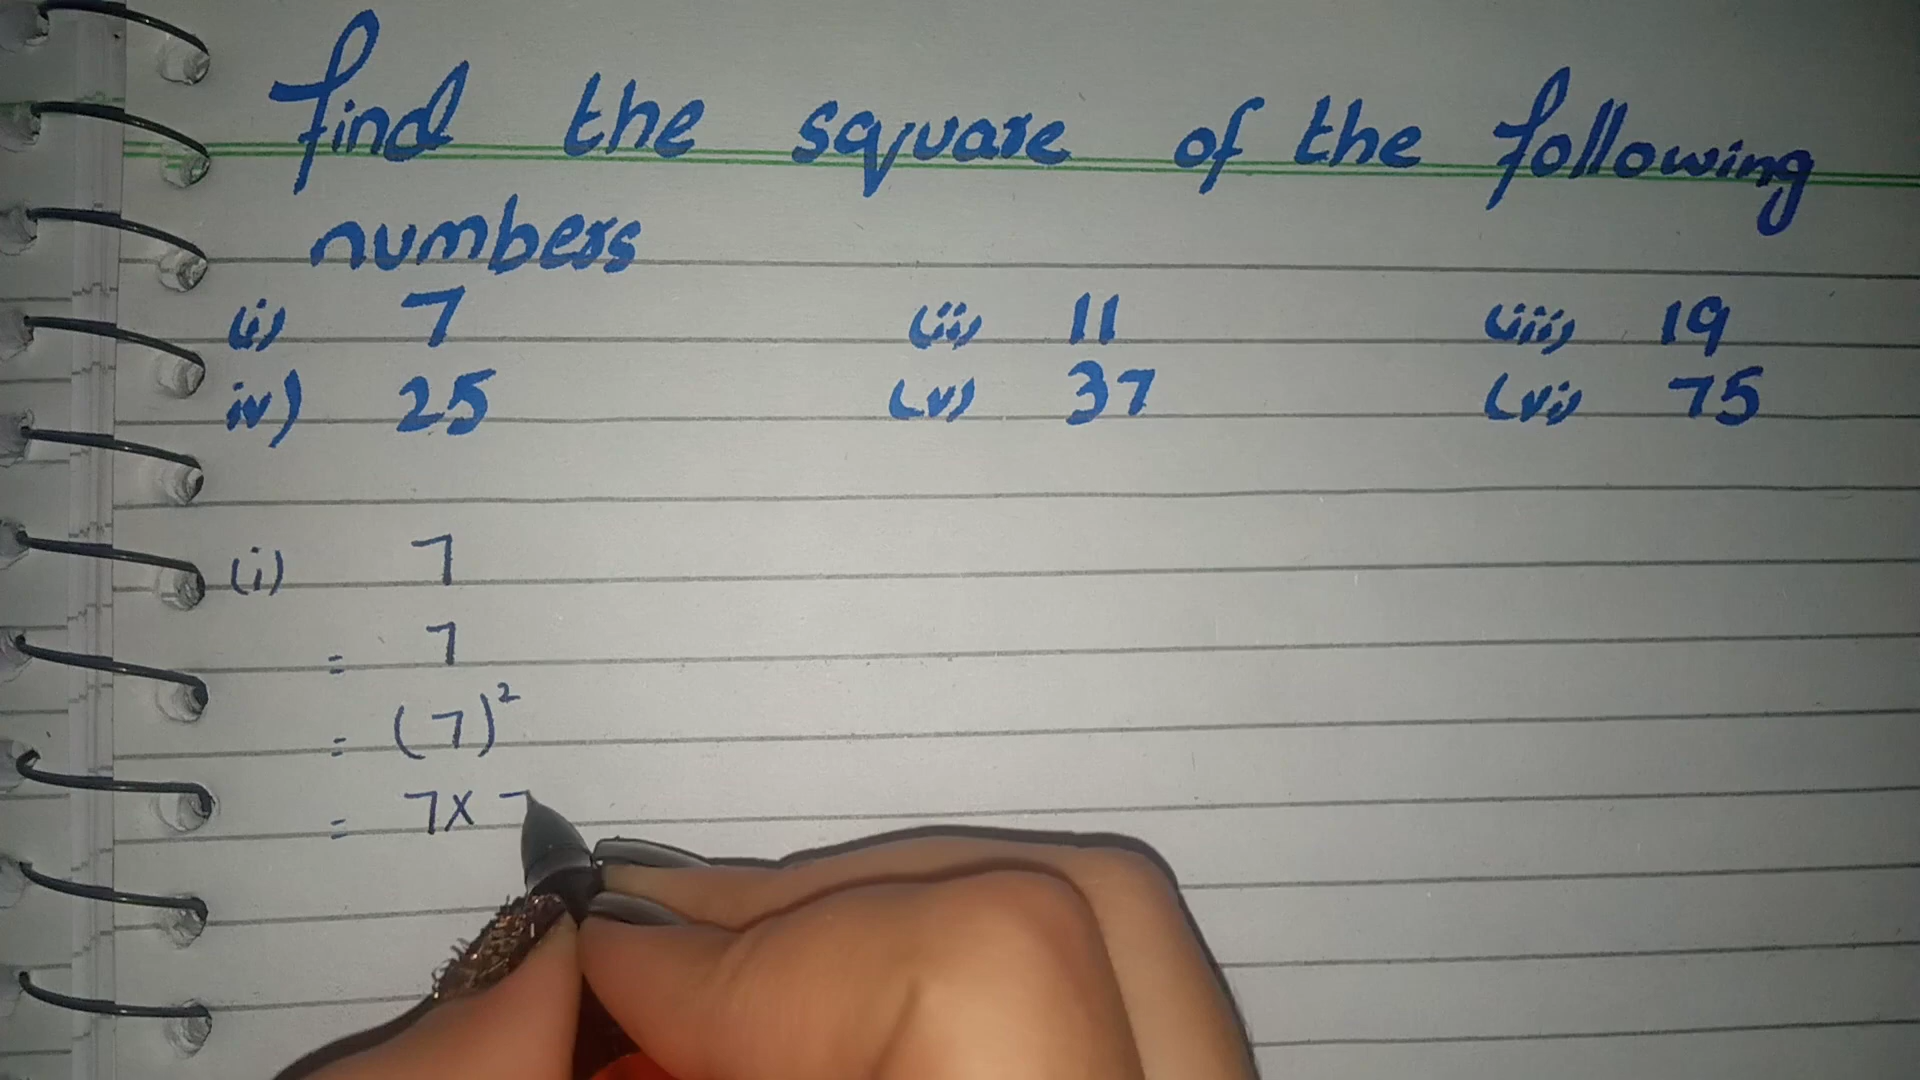 find the square of the following
numbers
(i) 7 (ii) 11 (iii) 19
iv) 25 (v) 37 (vi) 75
(i) 7
= 7
= (7)²
= 7x 7